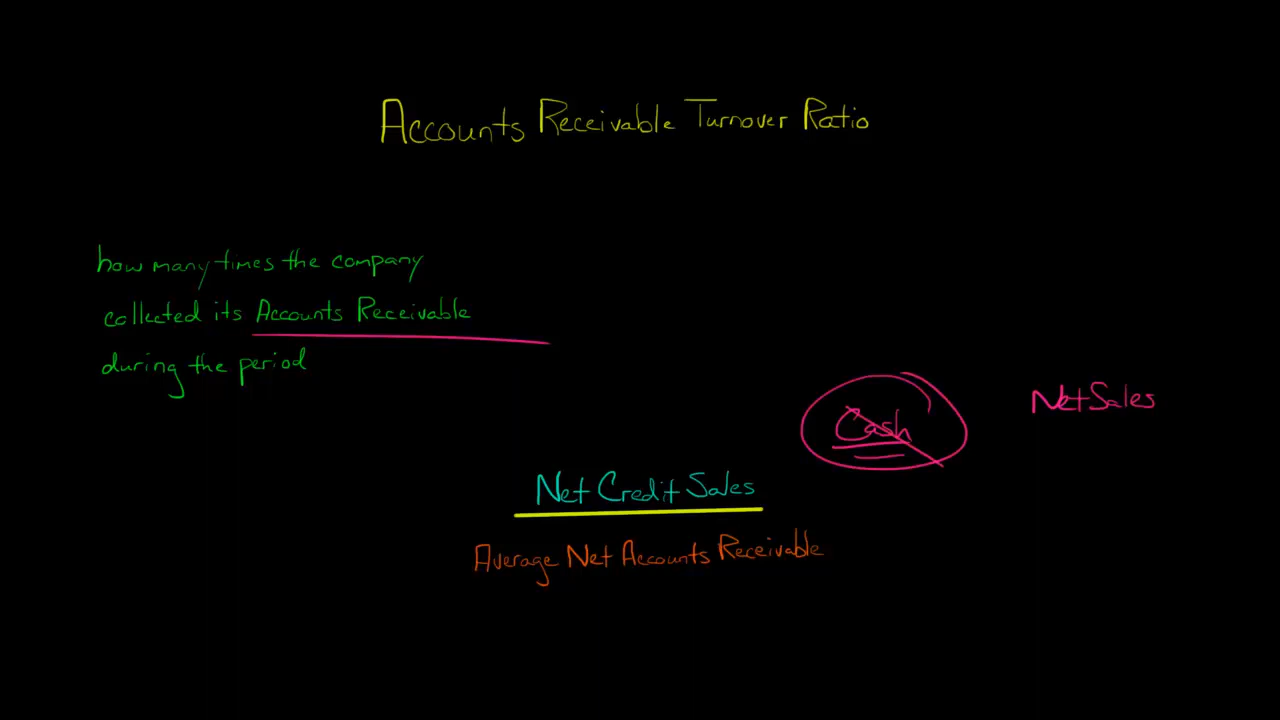 Accounts Receivable Turnover Ratio
how many times the company
collected its Accounts Receivable
during the period
Cash
Net Sales
Net Credit Sales
Average Net Accounts Receivable